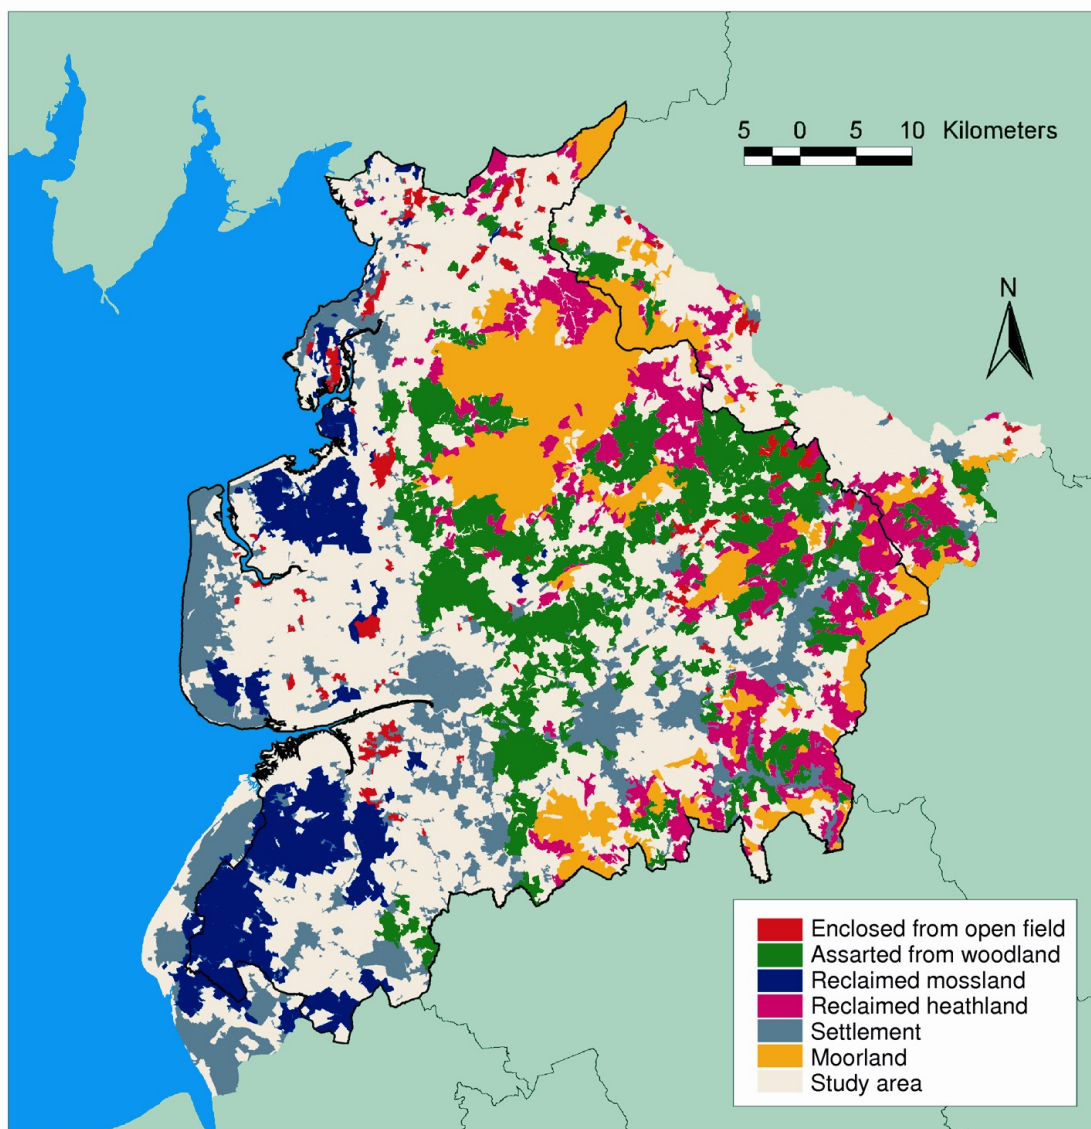 5 0 5 10 Kilometers
N
Enclosed from open field
Assarted from woodland
Reclaimed mossland
Reclaimed heathland
Settlement
Moorland
Study area